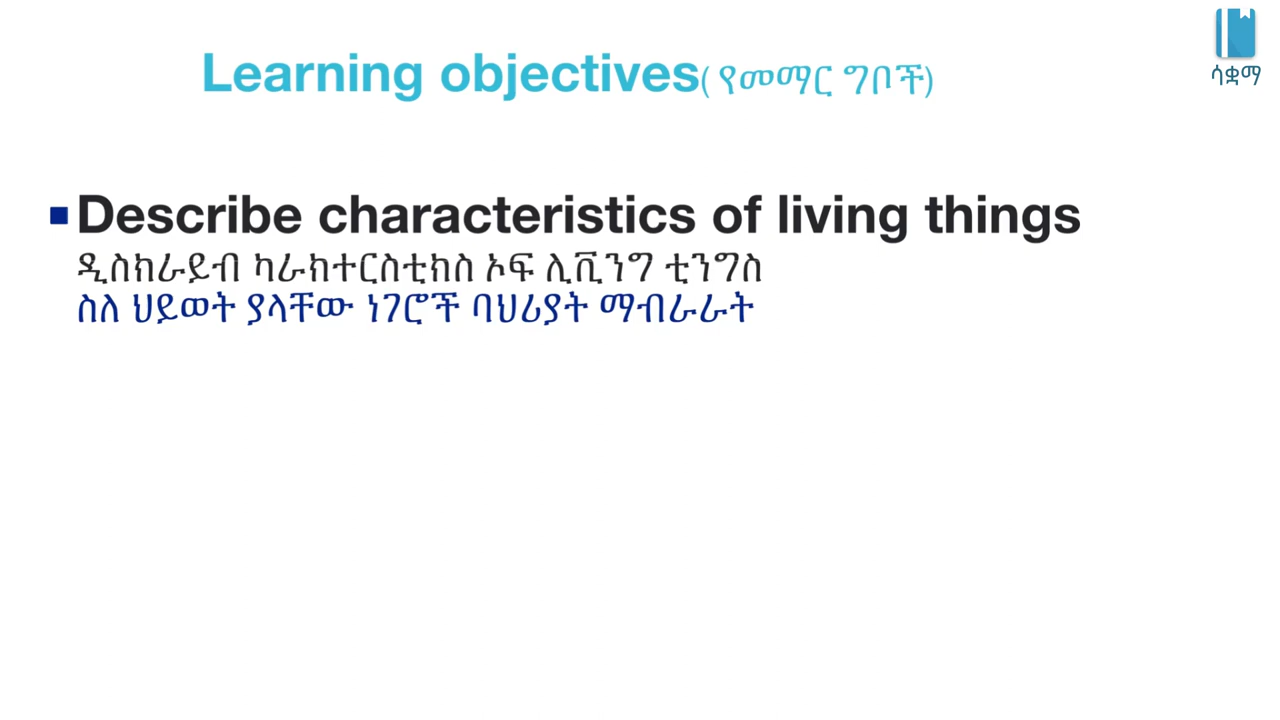 Learning objectives( የመማር ግቦች)
ሳቋማ
Describe characteristics of living things
ዲስክራይብ ካራክተርስቲክስ ኦፍ ሊቪንግ ቲንግስ
ስለ ህይወት ያላቸው ነገሮች ባህሪያት ማብራራት